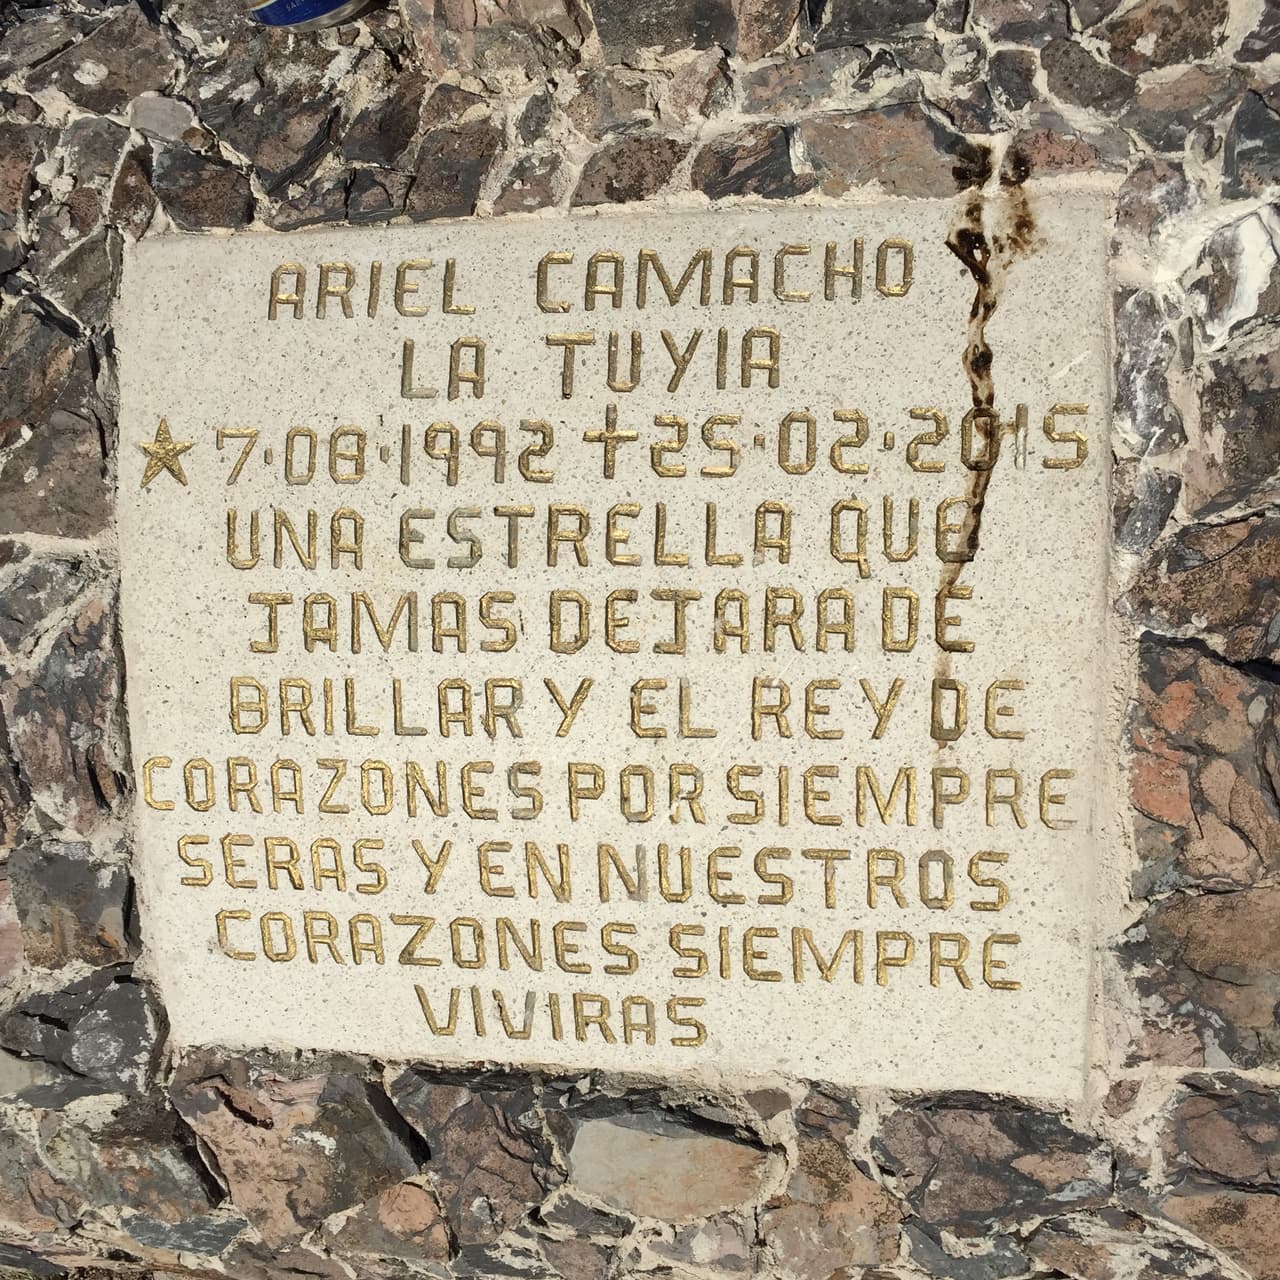 ARIEL CAMACHO
LA TUYIA
★ 7·08·1992 ✝ 25·02·2015
UNA ESTRELLA QUE
JAMAS DEJARA DE
BRILLAR Y EL REY DE
CORAZONES POR SIEMPRE
SERAS Y EN NUESTROS
CORAZONES SIEMPRE
VIVIRAS